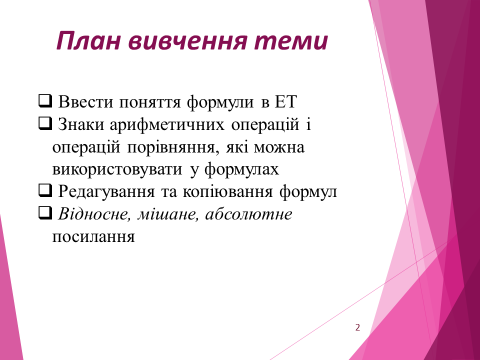 План вивчення теми
❑ Ввести поняття формули в ЕТ
❑ Знаки арифметичних операцій і
операцій порівняння, які можна
використовувати у формулах
❑ Редагування та копіювання формул
❑ Відносне, мішане, абсолютне
посилання
2